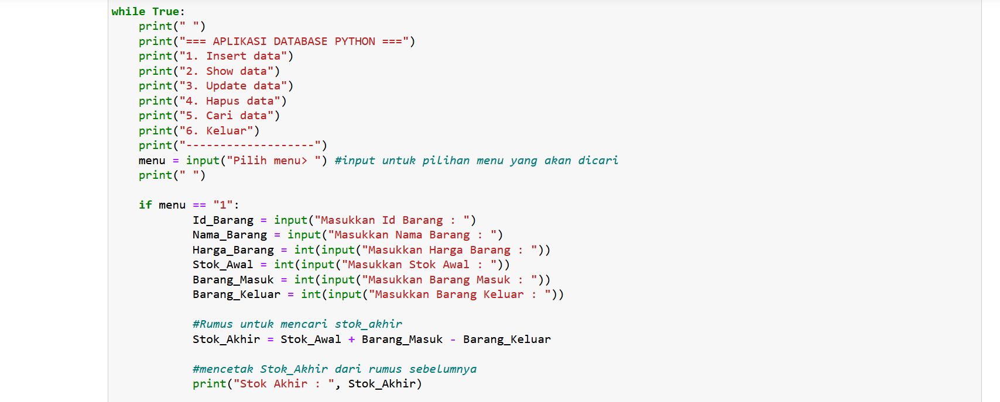 while True:
    print(" ")
    print("=== APLIKASI DATABASE PYTHON ===")
    print("1. Insert data")
    print("2. Show data")
    print("3. Update data")
    print("4. Hapus data")
    print("5. Cari data")
    print("6. Keluar")
    print("-------------------")
    menu = input("Pilih menu> ") #input untuk pilihan menu yang akan dicari
    print(" ")

    if menu == "1":
            Id_Barang = input("Masukkan Id Barang : ")
            Nama_Barang = input("Masukkan Nama Barang : ")
            Harga_Barang = int(input("Masukkan Harga Barang : "))
            Stok_Awal = int(input("Masukkan Stok Awal : "))
            Barang_Masuk = int(input("Masukkan Barang Masuk : "))
            Barang_Keluar = int(input("Masukkan Barang Keluar : "))

            #Rumus untuk mencari stok_akhir
            Stok_Akhir = Stok_Awal + Barang_Masuk - Barang_Keluar

            #mencetak Stok_Akhir dari rumus sebelumnya
            print("Stok Akhir : ", Stok_Akhir)